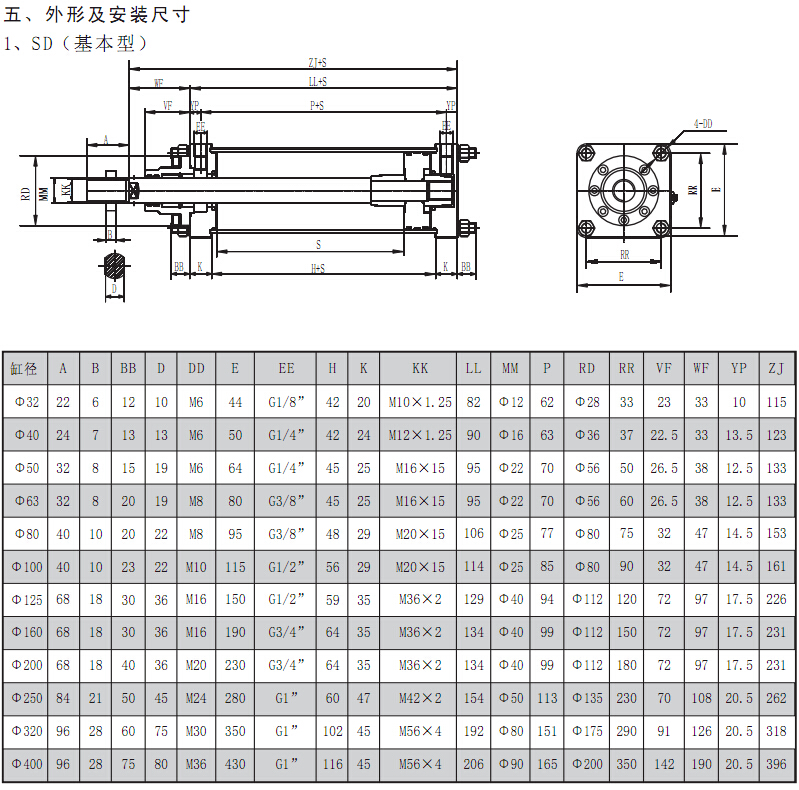 五、外形及安装尺寸
1、SD（基本型）
ZJ+S
WF LL+S
VF YP P+S YP
EE EE
A
4-DD
RD MM KK
RR E
B
S
BB K H+S K BB
RR
D
E
缸径 A B BB D DD E EE H K KK LL MM P RD RR VF WF YP ZJ
Φ32 22 6 12 10 M6 44 G1/8” 42 20 M10×1.25 82 Φ12 62 Φ28 33 23 33 10 115
Φ40 24 7 13 13 M6 50 G1/4” 42 24 M12×1.25 90 Φ16 63 Φ36 37 22.5 33 13.5 123
Φ50 32 8 15 19 M6 64 G1/4” 45 25 M16×15 95 Φ22 70 Φ56 50 26.5 38 12.5 133
Φ63 32 8 20 19 M8 80 G3/8” 45 25 M16×15 95 Φ22 70 Φ56 60 26.5 38 12.5 133
Φ80 40 10 20 22 M8 95 G3/8” 48 29 M20×15 106 Φ25 77 Φ80 75 32 47 14.5 153
Φ100 40 10 23 22 M10 115 G1/2” 56 29 M20×15 114 Φ25 85 Φ80 90 32 47 14.5 161
Φ125 68 18 30 36 M16 150 G1/2” 59 35 M36×2 129 Φ40 94 Φ112 120 72 97 17.5 226
Φ160 68 18 30 36 M16 190 G3/4” 64 35 M36×2 134 Φ40 99 Φ112 150 72 97 17.5 231
Φ200 68 18 40 36 M20 230 G3/4” 64 35 M36×2 134 Φ40 99 Φ112 180 72 97 17.5 231
Φ250 84 21 50 45 M24 280 G1” 60 47 M42×2 154 Φ50 113 Φ135 230 70 108 20.5 262
Φ320 96 28 60 75 M30 350 G1” 102 45 M56×4 192 Φ80 151 Φ175 290 91 126 20.5 318
Φ400 96 28 75 80 M36 430 G1” 116 45 M56×4 206 Φ90 165 Φ200 350 142 190 20.5 396